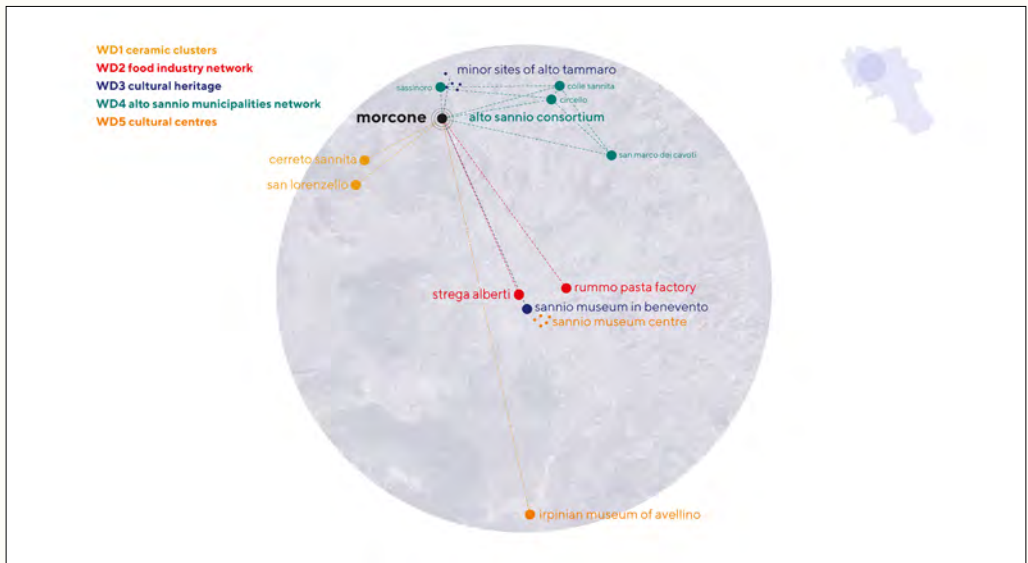 WD1 ceramic clusters
WD2 food industry network
WD3 cultural heritage
WD4 alto sannio municipalities network
WD5 cultural centres
minor sites of alto tammaro
sassinoro
colle sannita
circello
morcone
alto sannio consortium
san marco dei cavoti
cerreto sannita
san lorenzello
strega alberti
rummo pasta factory
sannio museum in benevento
sannio museum centre
irpinian museum of avellino